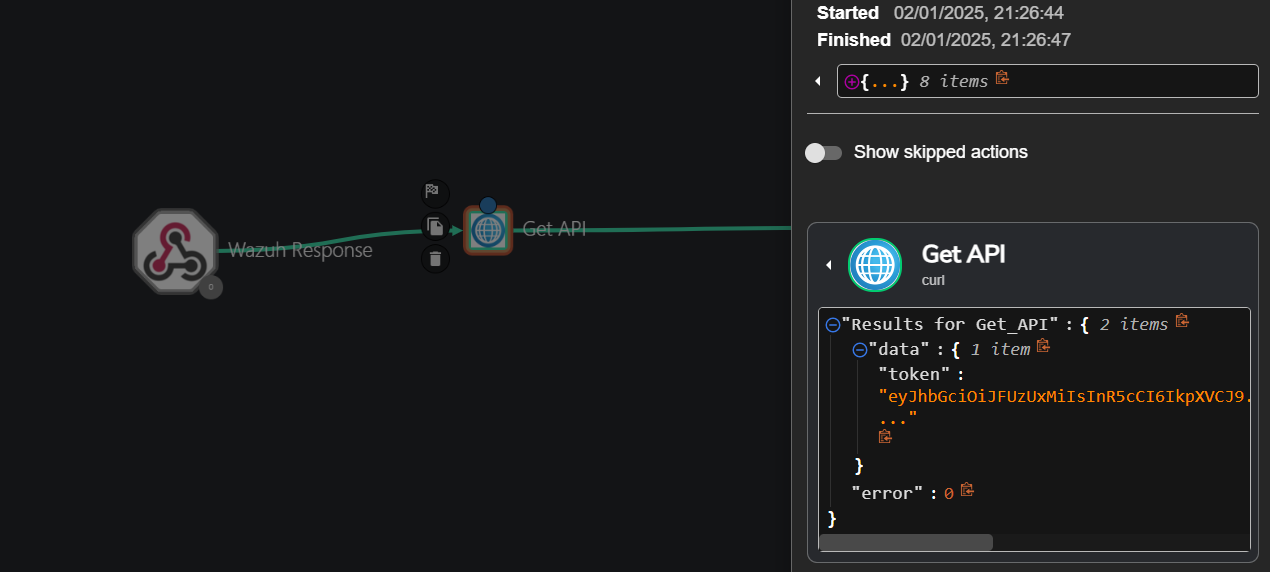 Started 02/01/2025, 21:26:44
Finished 02/01/2025, 21:26:47
{...} 8 items
Show skipped actions
Wazuh Response
0
Get API
Get API
curl
"Results for Get_API" : { 2 items
"data" : { 1 item
"token" :
"eyJhbGciOiJFUzUxMiIsInR5cCI6IkpXVCJ9.
..."
}
"error" : 0
}